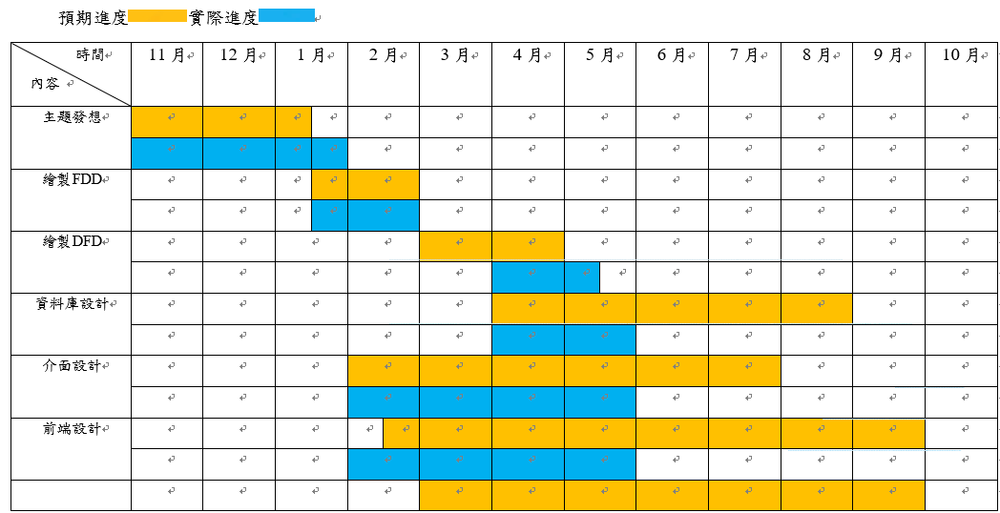 預期進度 實際進度
時間 11 月 12 月 1 月 2 月 3 月 4 月 5 月 6 月 7 月 8 月 9 月 10 月
內容
主題發想
繪製FDD
繪製DFD
資料庫設計
介面設計
前端設計